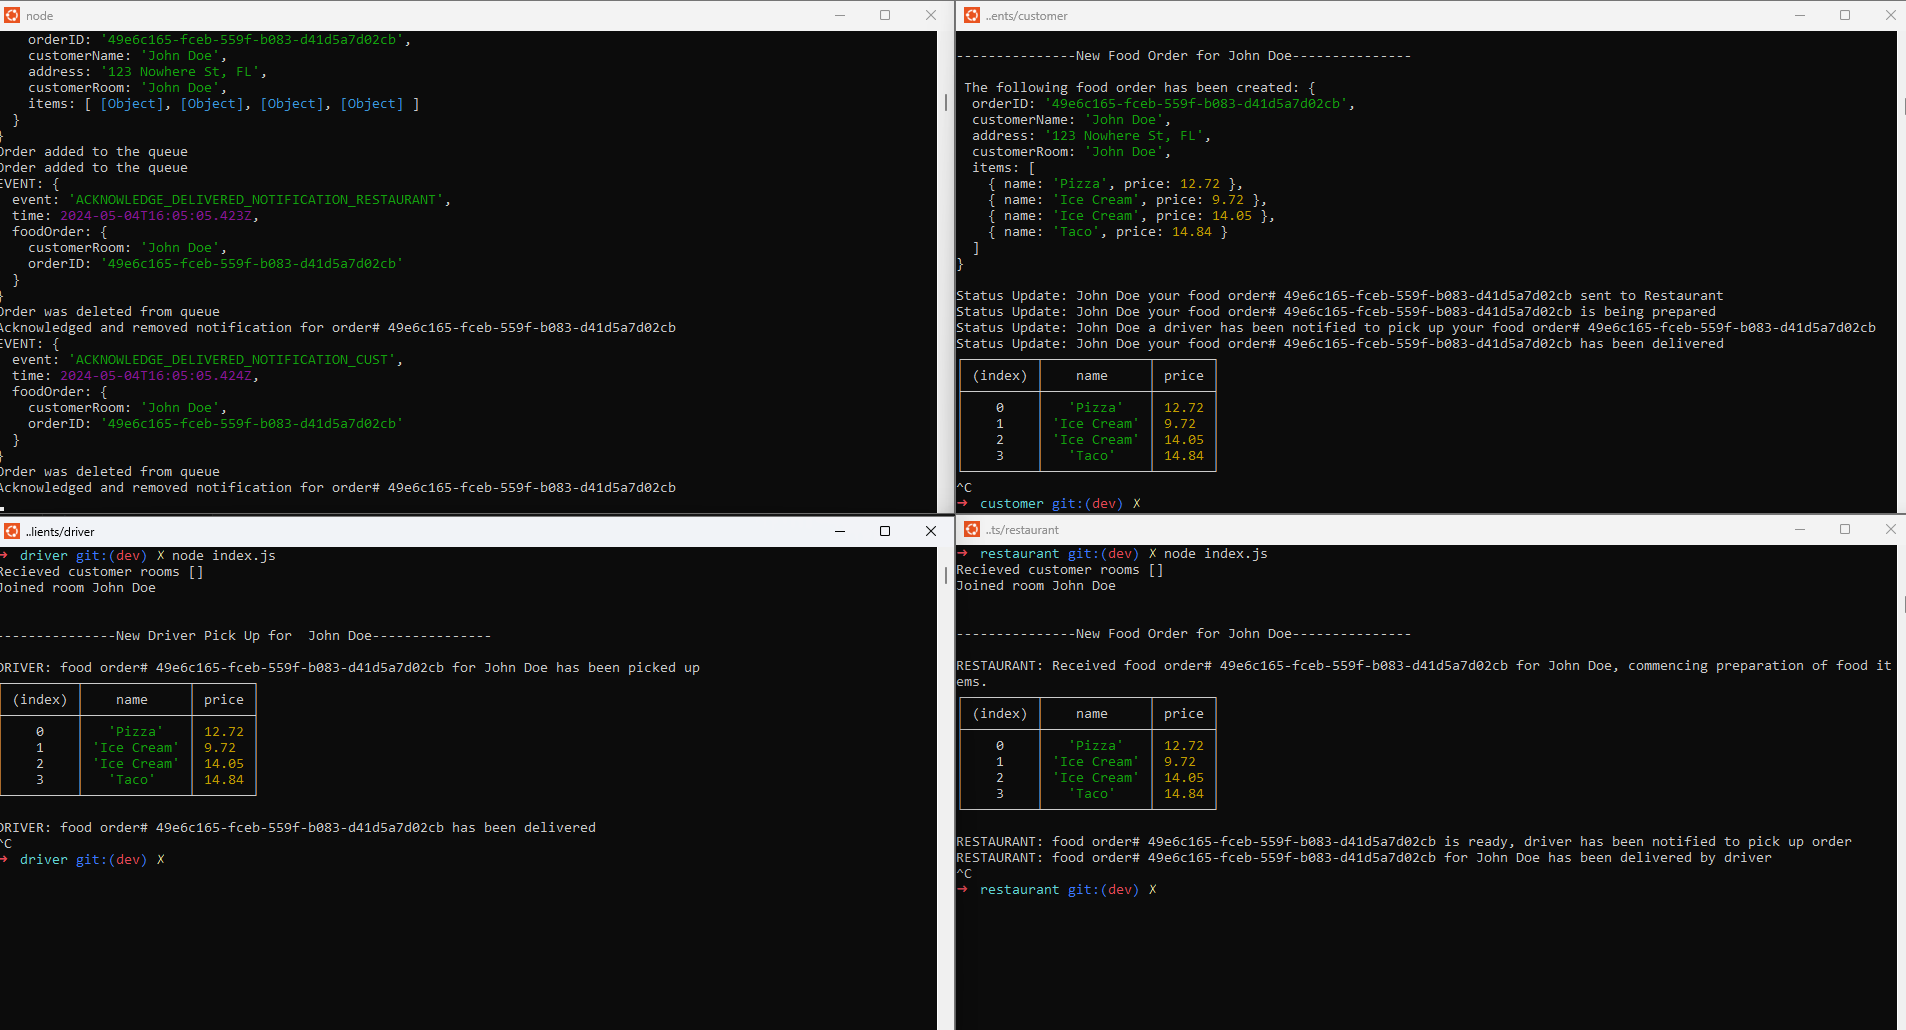 node
orderID: '49e6c165-fceb-559f-b083-d41d5a7d02cb',
customerName: 'John Doe',
address: '123 Nowhere St, FL',
customerRoom: 'John Doe',
items: [ [Object], [Object], [Object], [Object] ]
}
}
Order added to the queue
Order added to the queue
EVENT: {
event: 'ACKNOWLEDGE_DELIVERED_NOTIFICATION_RESTAURANT',
time: 2024-05-04T16:05:05.423Z,
foodOrder: {
customerRoom: 'John Doe',
orderID: '49e6c165-fceb-559f-b083-d41d5a7d02cb'
}
}
Order was deleted from queue
Acknowledged and removed notification for order# 49e6c165-fceb-559f-b083-d41d5a7d02cb
EVENT: {
event: 'ACKNOWLEDGE_DELIVERED_NOTIFICATION_CUST',
time: 2024-05-04T16:05:05.424Z,
foodOrder: {
customerRoom: 'John Doe',
orderID: '49e6c165-fceb-559f-b083-d41d5a7d02cb'
}
}
Order was deleted from queue
Acknowledged and removed notification for order# 49e6c165-fceb-559f-b083-d41d5a7d02cb
..ents/customer
---------------New Food Order for John Doe---------------
The following food order has been created: {
orderID: '49e6c165-fceb-559f-b083-d41d5a7d02cb',
customerName: 'John Doe',
address: '123 Nowhere St, FL',
customerRoom: 'John Doe',
items: [
{ name: 'Pizza', price: 12.72 },
{ name: 'Ice Cream', price: 9.72 },
{ name: 'Ice Cream', price: 14.05 },
{ name: 'Taco', price: 14.84 }
]
}
Status Update: John Doe your food order# 49e6c165-fceb-559f-b083-d41d5a7d02cb sent to Restaurant
Status Update: John Doe your food order# 49e6c165-fceb-559f-b083-d41d5a7d02cb is being prepared
Status Update: John Doe a driver has been notified to pick up your food order# 49e6c165-fceb-559f-b083-d41d5a7d02cb
Status Update: John Doe your food order# 49e6c165-fceb-559f-b083-d41d5a7d02cb has been delivered
(index) name price
0 'Pizza' 12.72
1 'Ice Cream' 9.72
2 'Ice Cream' 14.05
3 'Taco' 14.84
^C
➜ customer git:(dev) ✗
..lients/driver
➜ driver git:(dev) ✗ node index.js
Recieved customer rooms []
Joined room John Doe
---------------New Driver Pick Up for  John Doe---------------
DRIVER: food order# 49e6c165-fceb-559f-b083-d41d5a7d02cb for John Doe has been picked up
(index) name price
0 'Pizza' 12.72
1 'Ice Cream' 9.72
2 'Ice Cream' 14.05
3 'Taco' 14.84
DRIVER: food order# 49e6c165-fceb-559f-b083-d41d5a7d02cb has been delivered
^C
➜ driver git:(dev) ✗
..ts/restaurant
➜ restaurant git:(dev) ✗ node index.js
Recieved customer rooms []
Joined room John Doe
---------------New Food Order for John Doe---------------
RESTAURANT: Received food order# 49e6c165-fceb-559f-b083-d41d5a7d02cb for John Doe, commencing preparation of food it
ems.
(index) name price
0 'Pizza' 12.72
1 'Ice Cream' 9.72
2 'Ice Cream' 14.05
3 'Taco' 14.84
RESTAURANT: food order# 49e6c165-fceb-559f-b083-d41d5a7d02cb is ready, driver has been notified to pick up order
RESTAURANT: food order# 49e6c165-fceb-559f-b083-d41d5a7d02cb for John Doe has been delivered by driver
^C
➜ restaurant git:(dev) ✗